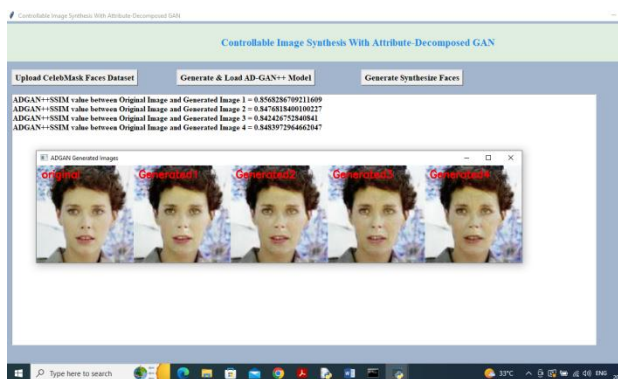 Controllable Image Synthesis With Attribute-Decomposed GAN
Controllable Image Synthesis With Attribute-Decomposed GAN
Upload CelebMask Faces Dataset
Generate & Load AD-GAN++ Model
Generate Synthesize Faces
ADGAN++SSIM value between Original Image and Generated Image 1 = 0.8568286709211609
ADGAN++SSIM value between Original Image and Generated Image 2 = 0.8476818400100227
ADGAN++SSIM value between Original Image and Generated Image 3 = 0.842426752840841
ADGAN++SSIM value between Original Image and Generated Image 4 = 0.8483972964662047
ADGAN Generated Images
original Generated1 Generated2 Generated3 Generated4
Type here to search
33°C
ENG